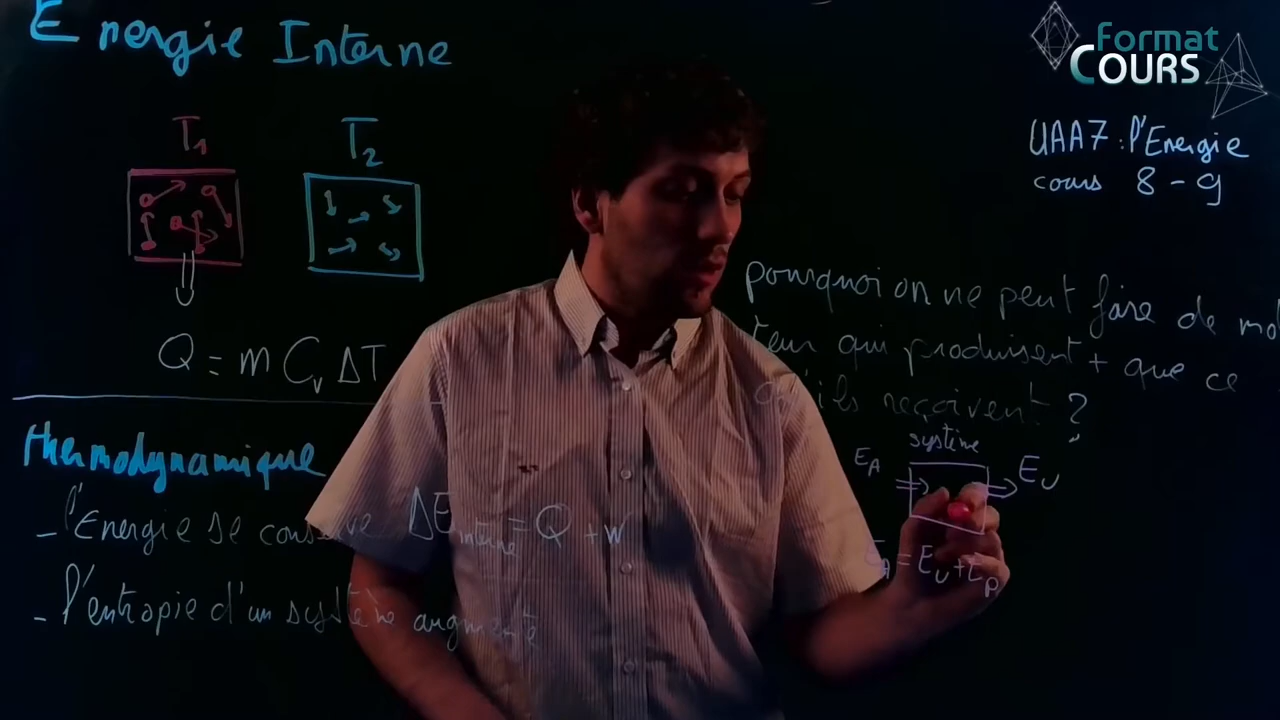 Energie Interne
Format
COURS
UAA7 : l'Energie
cours 8-9
T1
T2
pourquoi on ne peut faire de mo
teur qui produisent + que ce
qu'ils reçoivent ?
Q = m Cv ΔT
système
EA
EU
thermodynamique
- l'Energie se conserve ΔEinterne = Q + W
EA = EU + EP
- l'entropie d'un système augmente